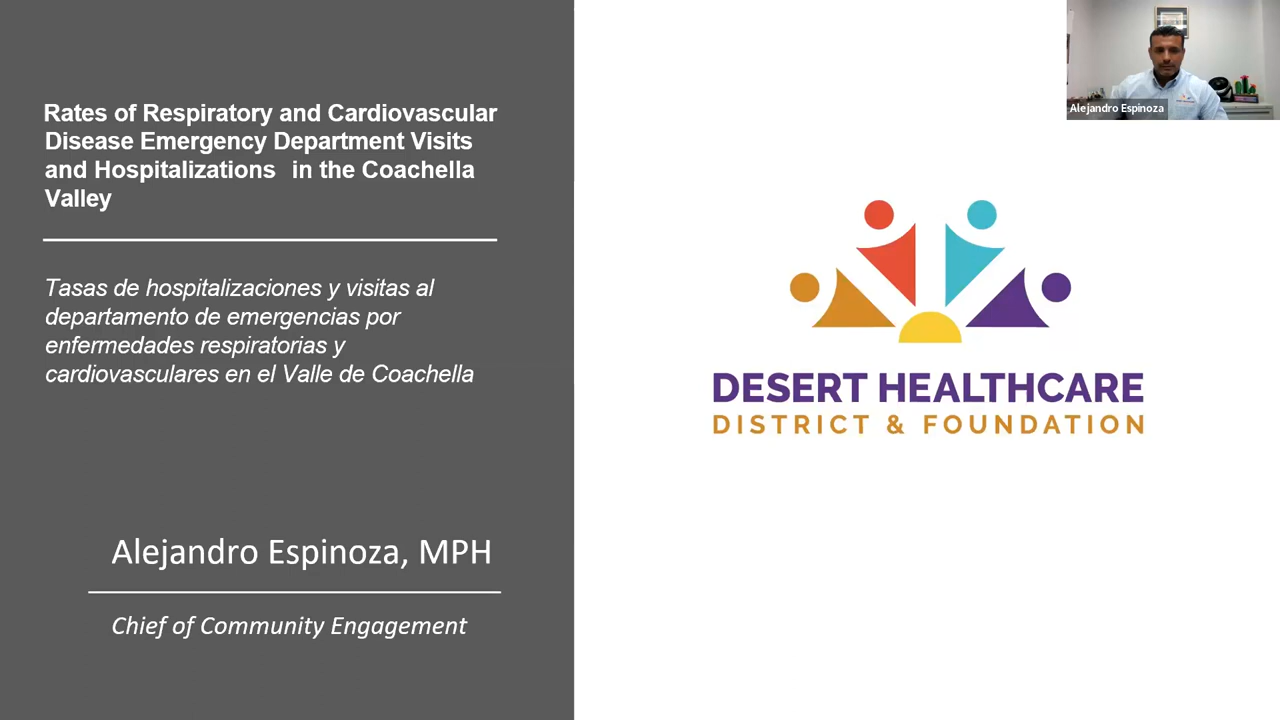 Rates of Respiratory and Cardiovascular
Disease Emergency Department Visits
and Hospitalizations in the Coachella
Valley
Tasas de hospitalizaciones y visitas al
departamento de emergencias por
enfermedades respiratorias y
cardiovasculares en el Valle de Coachella
Alejandro Espinoza, MPH
Chief of Community Engagement
DESERT HEALTHCARE
DISTRICT & FOUNDATION
Alejandro Espinoza